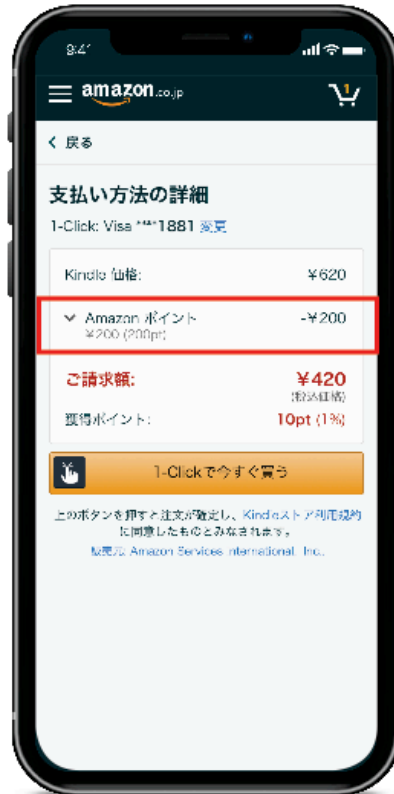 9:41
amazon.co.jp
1
戻る
支払い方法の詳細
1-Click: Visa ****1881 変更
Kindle 価格: ¥620
Amazon ポイント -¥200
¥200 (200pt)
ご請求額: ¥420
(税込価格)
獲得ポイント: 10pt (1%)
1-Clickで今すぐ買う
上のボタンを押すと注文が確定し、Kindleストア利用規約
に同意したものとみなされます。
販売元: Amazon Services International, Inc..